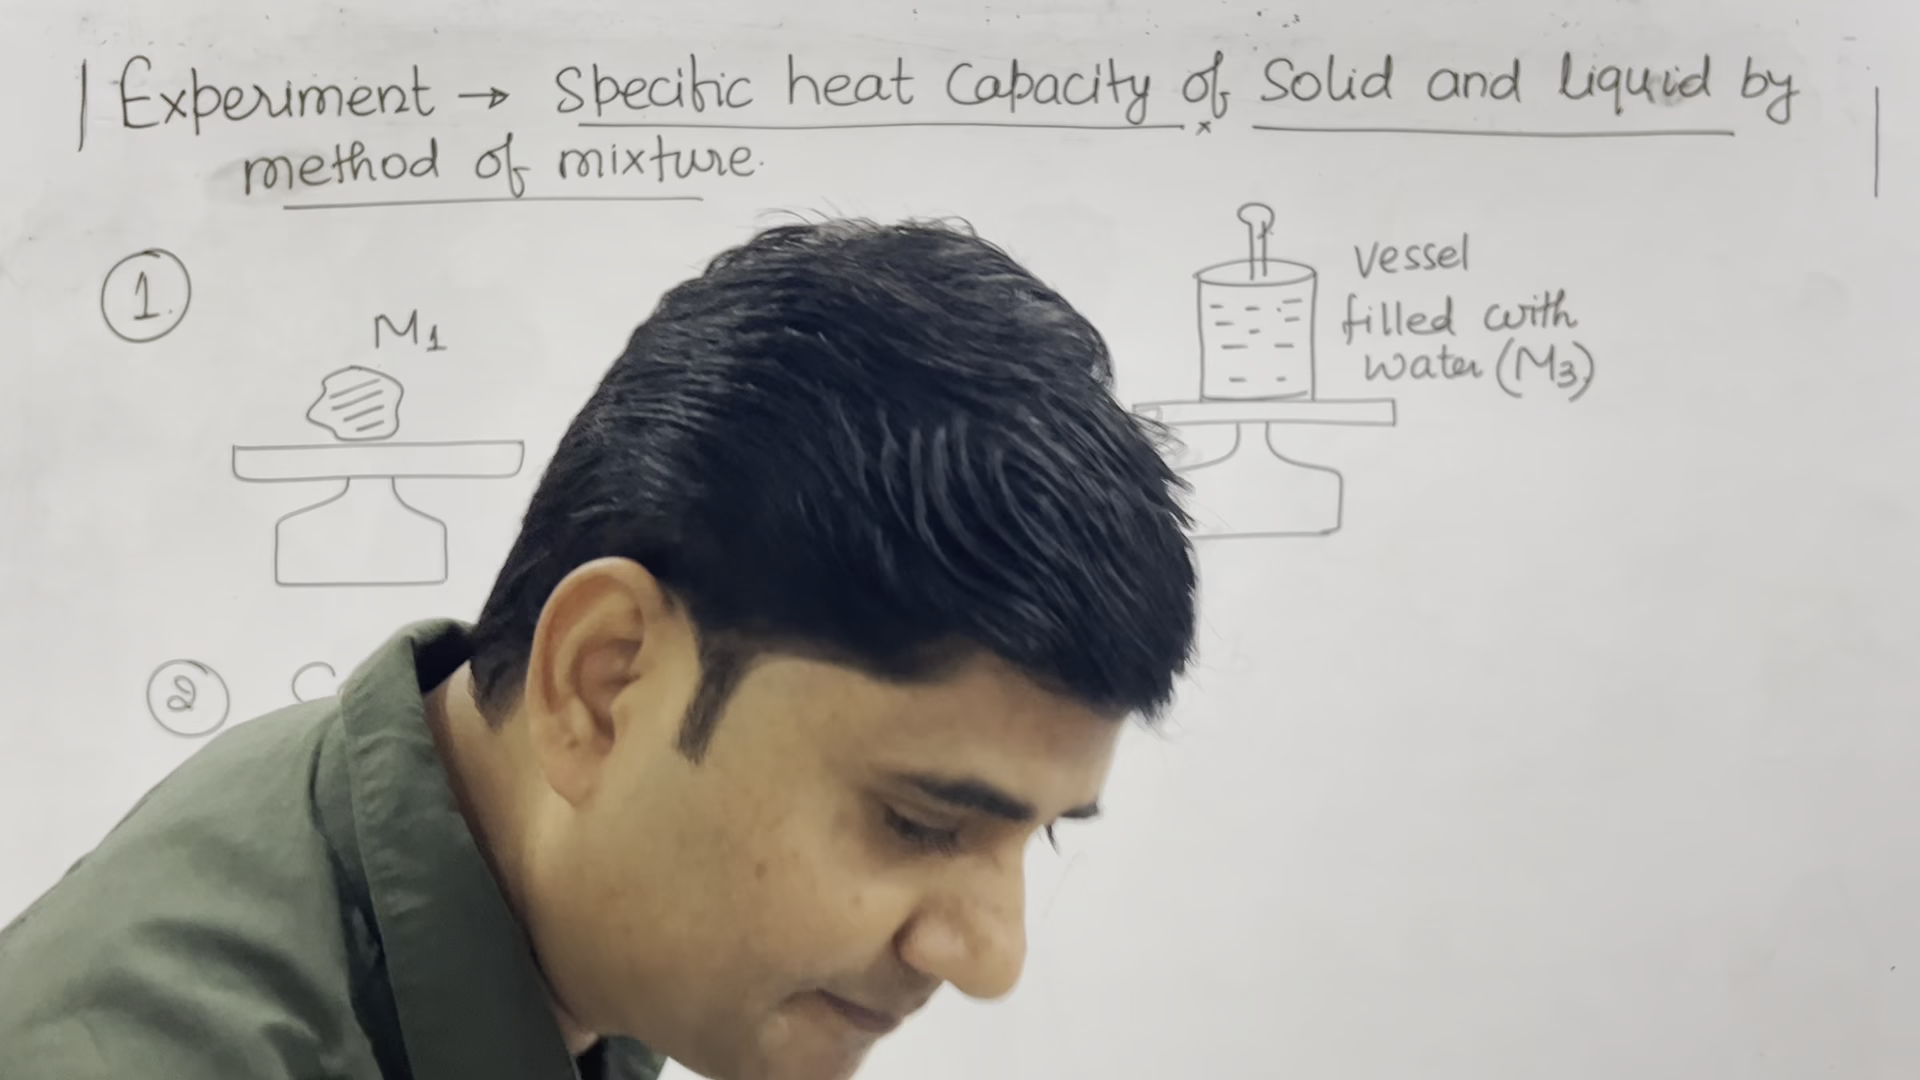 Experiment → Specific heat Capacity of Solid and liquid by
method of mixture.
1.
M1
Vessel
filled with
water (M3)
2